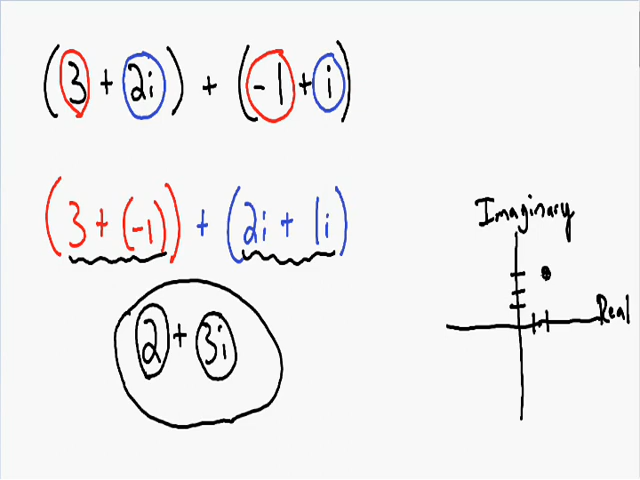 (3 + 2i) + (-1 + i)
(3 + (-1)) + (2i + 1i)
2 + 3i
Imaginary
Real